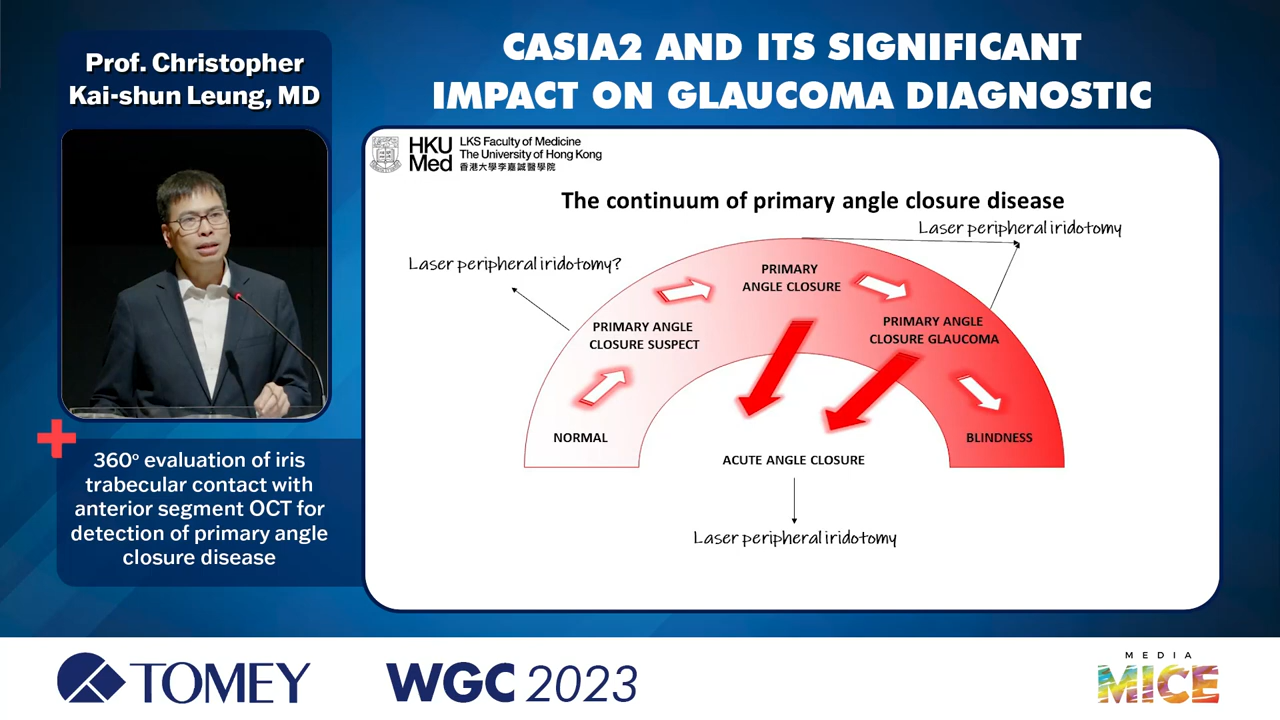 Prof. Christopher
Kai-shun Leung, MD
CASIA2 AND ITS SIGNIFICANT
IMPACT ON GLAUCOMA DIAGNOSTIC
HKU
Med
LKS Faculty of Medicine
The University of Hong Kong
香港大學李嘉誠醫學院
The continuum of primary angle closure disease
Laser peripheral iridotomy
Laser peripheral iridotomy?
PRIMARY
ANGLE CLOSURE
PRIMARY ANGLE
CLOSURE SUSPECT
PRIMARY ANGLE
CLOSURE GLAUCOMA
NORMAL
BLINDNESS
ACUTE ANGLE CLOSURE
Laser peripheral iridotomy
360° evaluation of iris
trabecular contact with
anterior segment OCT for
detection of primary angle
closure disease
TOMEY
WGC 2023
MEDIA
MICE